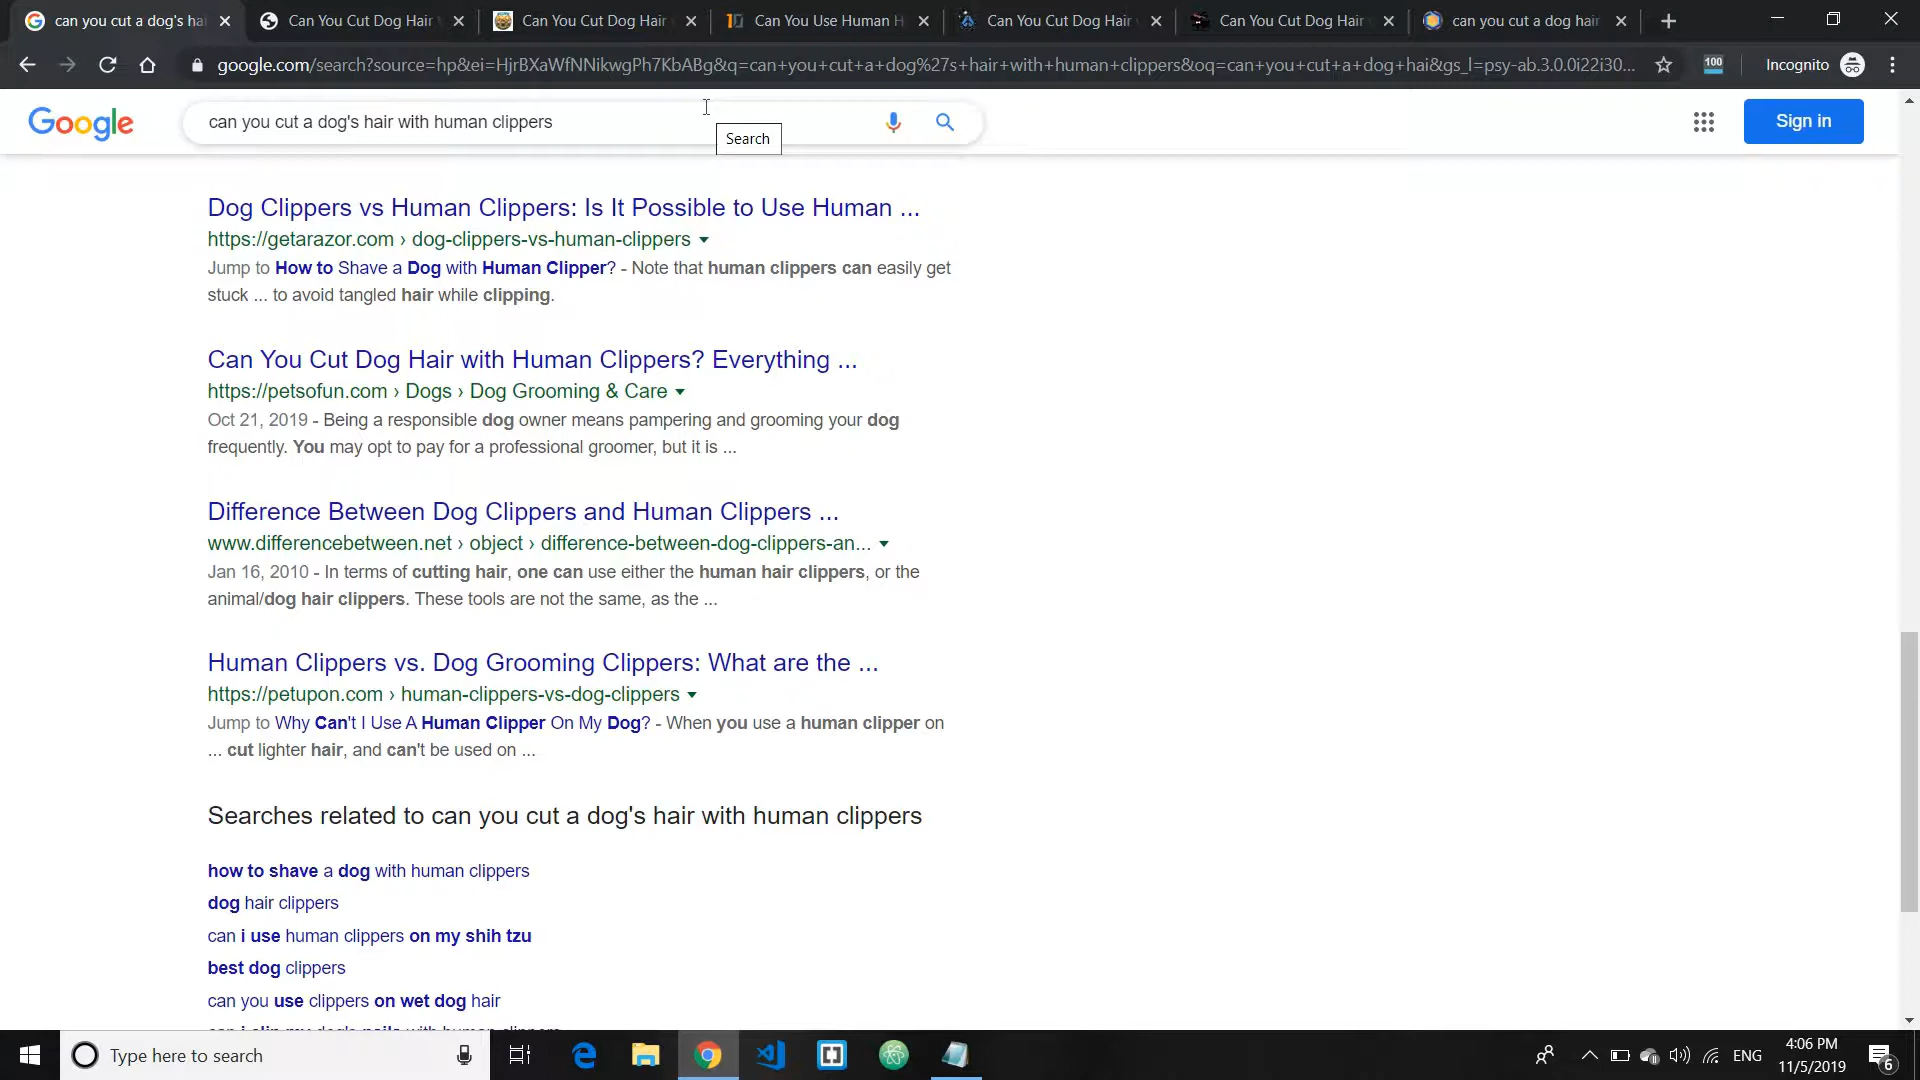 can you cut a dog's hai
Can You Cut Dog Hair
Can You Cut Dog Hair
Can You Use Human H
Can You Cut Dog Hair
Can You Cut Dog Hair
can you cut a dog hair
google.com/search?source=hp&ei=HjrBXaWfNNikwgPh7KbABg&q=can+you+cut+a+dog%27s+hair+with+human+clippers&oq=can+you+cut+a+dog+hai&gs_l=psy-ab.3.0.0i22i30...
100
Incognito
Google
can you cut a dog's hair with human clippers
Search
Sign in
Dog Clippers vs Human Clippers: Is It Possible to Use Human ...
https://getarazor.com › dog-clippers-vs-human-clippers
Jump to How to Shave a Dog with Human Clipper? - Note that human clippers can easily get
stuck ... to avoid tangled hair while clipping.
Can You Cut Dog Hair with Human Clippers? Everything ...
https://petsofun.com › Dogs › Dog Grooming & Care
Oct 21, 2019 - Being a responsible dog owner means pampering and grooming your dog
frequently. You may opt to pay for a professional groomer, but it is ...
Difference Between Dog Clippers and Human Clippers ...
www.differencebetween.net › object › difference-between-dog-clippers-an...
Jan 16, 2010 - In terms of cutting hair, one can use either the human hair clippers, or the
animal/dog hair clippers. These tools are not the same, as the ...
Human Clippers vs. Dog Grooming Clippers: What are the ...
https://petupon.com › human-clippers-vs-dog-clippers
Jump to Why Can't I Use A Human Clipper On My Dog? - When you use a human clipper on
... cut lighter hair, and can't be used on ...
Searches related to can you cut a dog's hair with human clippers
how to shave a dog with human clippers
dog hair clippers
can i use human clippers on my shih tzu
best dog clippers
can you use clippers on wet dog hair
can i clip my dog's nails with human clippers
Type here to search
ENG
4:06 PM
11/5/2019
6